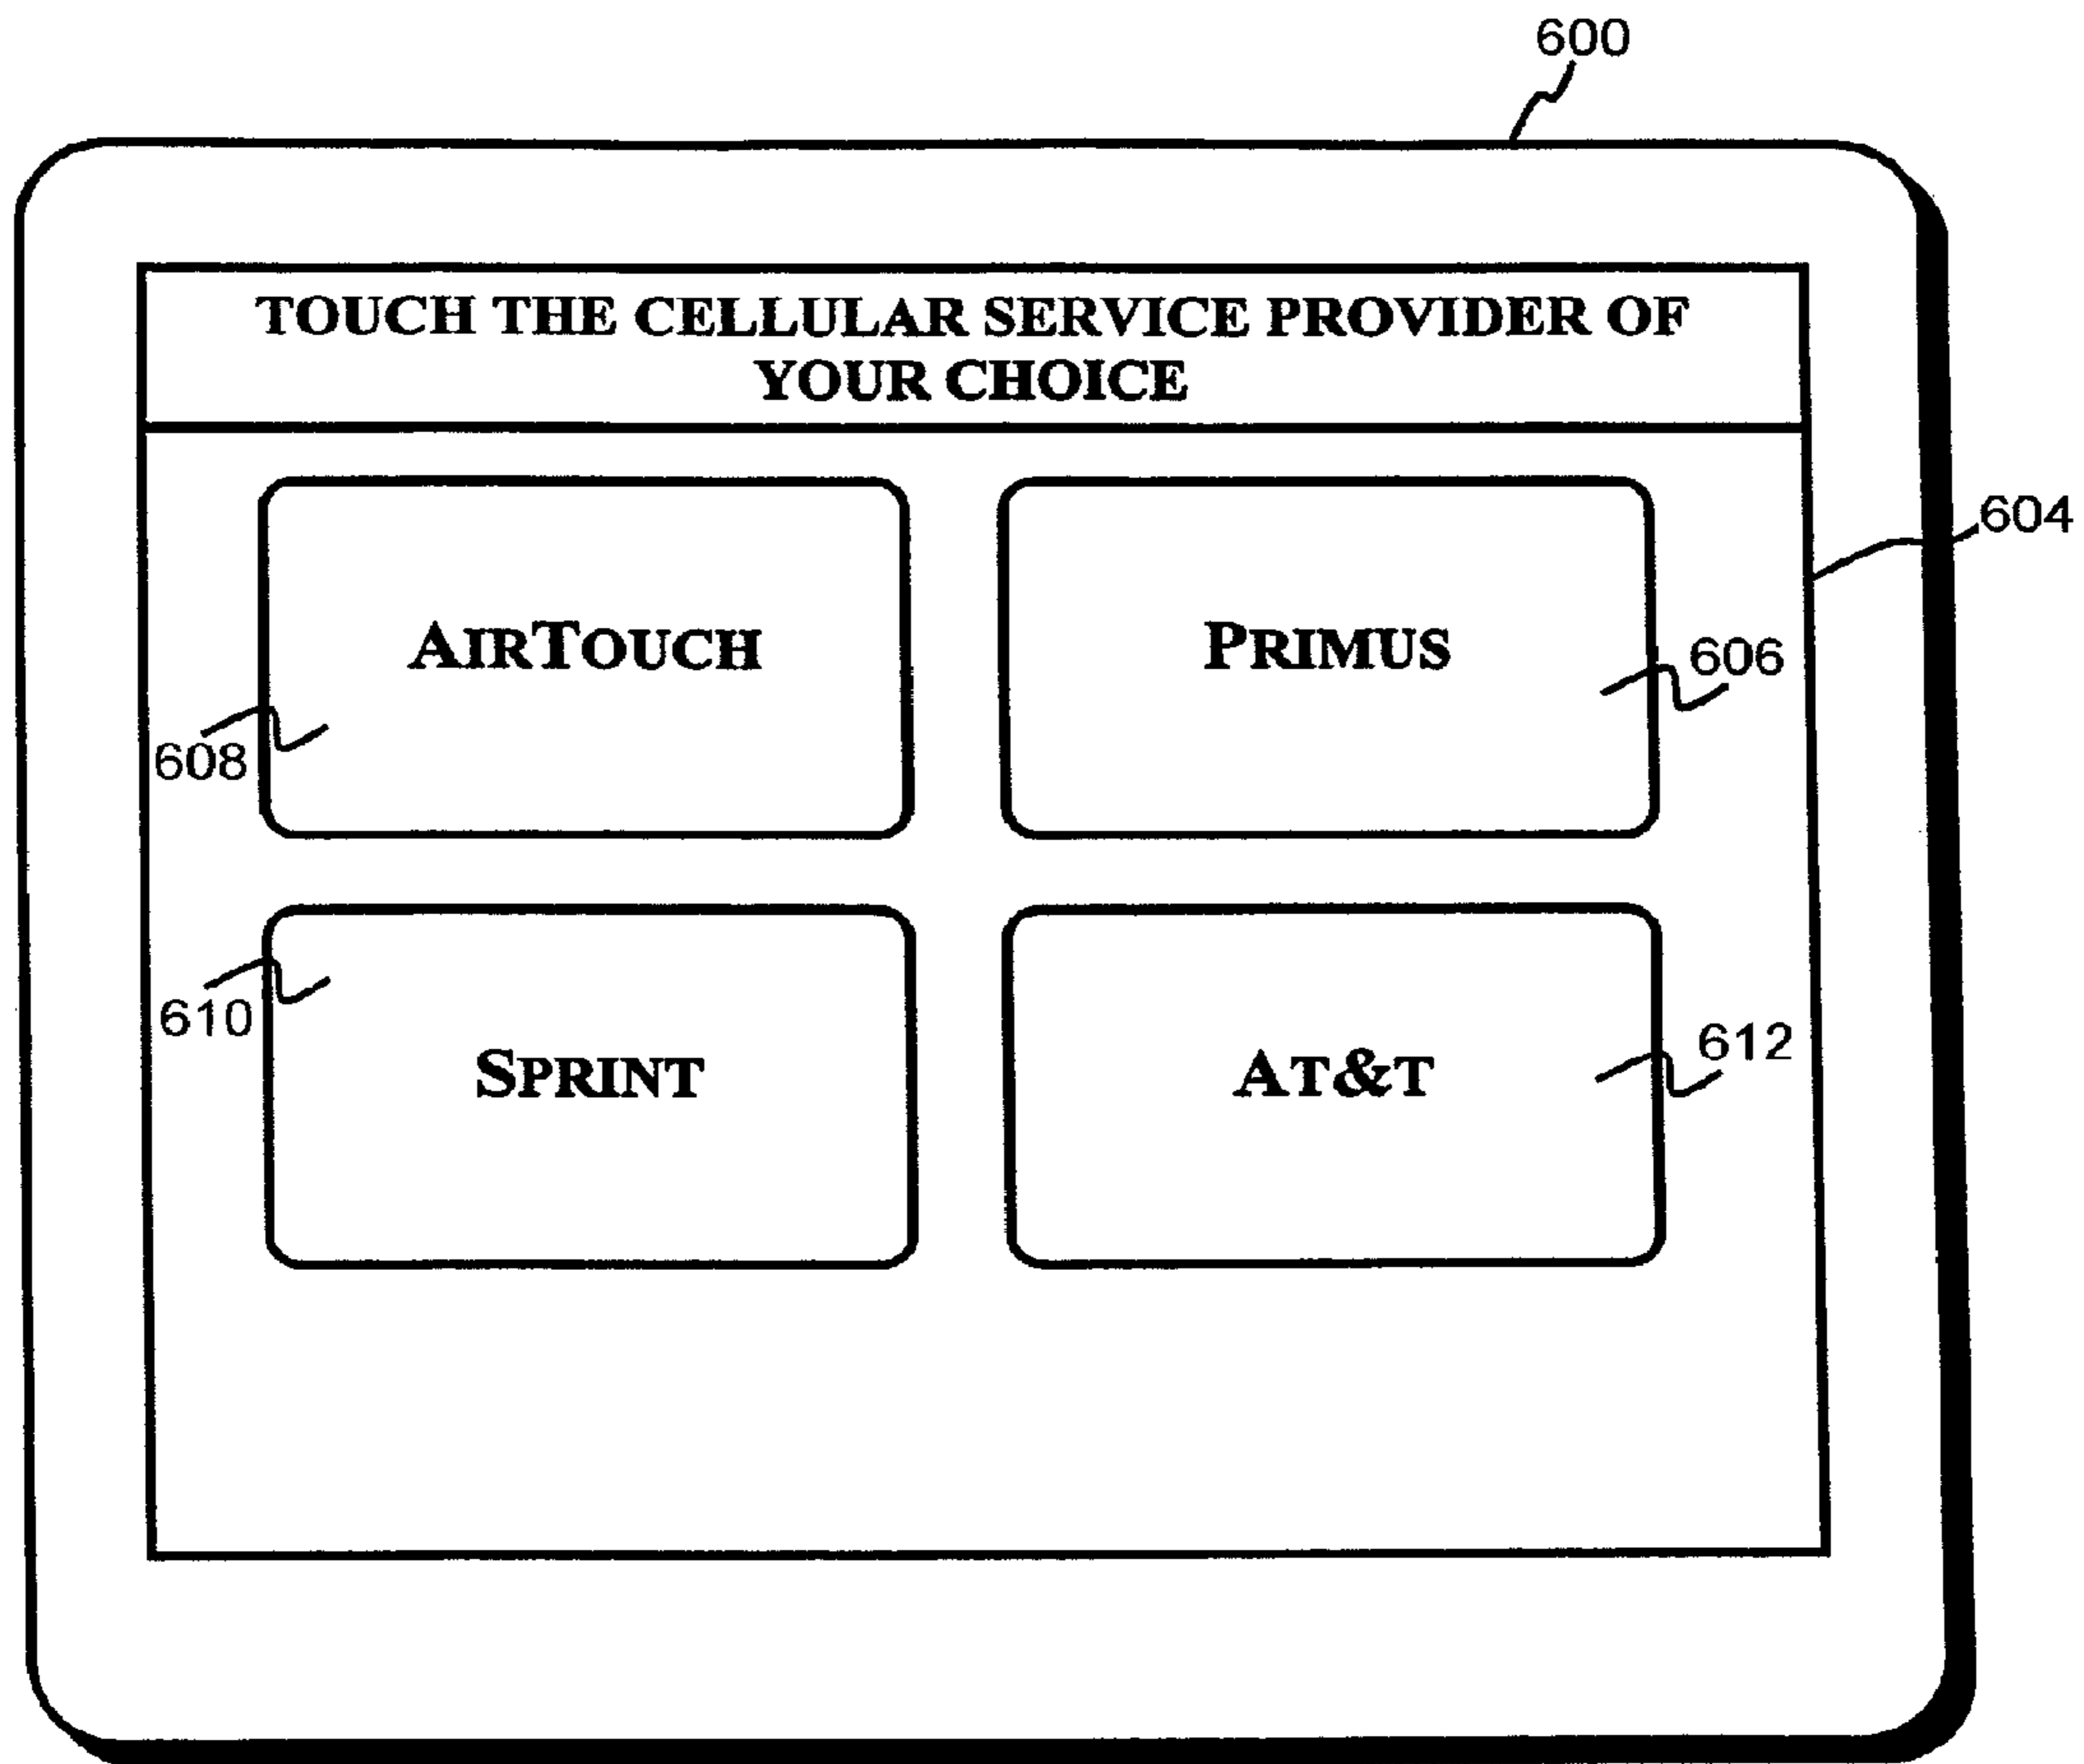 600
TOUCH THE CELLULAR SERVICE PROVIDER OF
YOUR CHOICE
604
AIRTOUCH
PRIMUS
606
608
610
612
SPRINT
AT&T